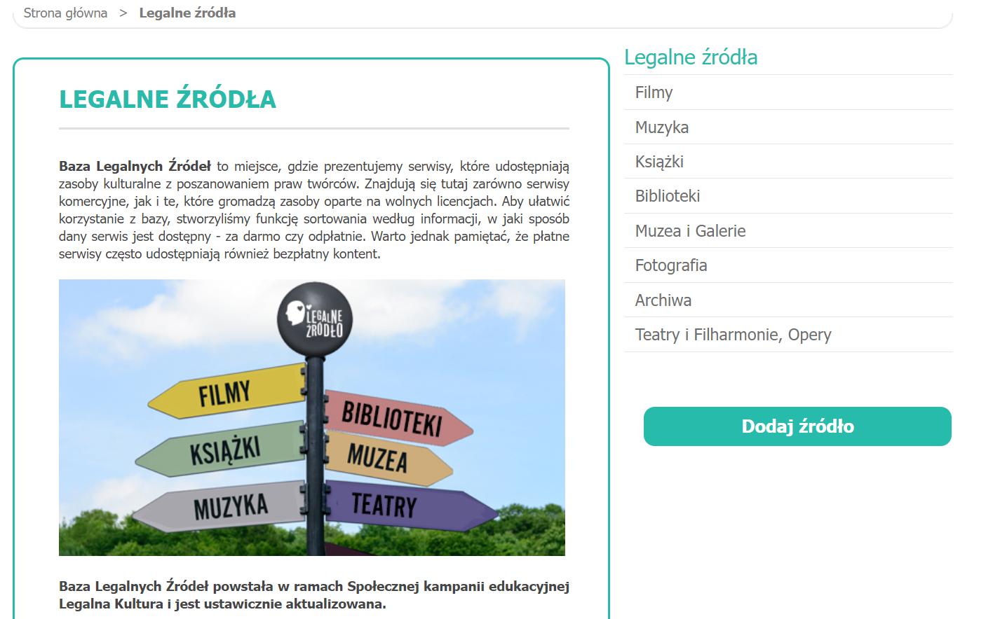 Strona główna > Legalne źródła
LEGALNE ŹRÓDŁA
Baza Legalnych Źródeł to miejsce, gdzie prezentujemy serwisy, które udostępniają
zasoby kulturalne z poszanowaniem praw twórców. Znajdują się tutaj zarówno serwisy
komercyjne, jak i te, które gromadzą zasoby oparte na wolnych licencjach. Aby ułatwić
korzystanie z bazy, stworzyliśmy funkcję sortowania według informacji, w jaki sposób
dany serwis jest dostępny - za darmo czy odpłatnie. Warto jednak pamiętać, że płatne
serwisy często udostępniają również bezpłatny kontent.
LEGALNE
ŹRÓDŁO
FILMY
BIBLIOTEKI
KSIĄŻKI
MUZEA
MUZYKA
TEATRY
Baza Legalnych Źródeł powstała w ramach Społecznej kampanii edukacyjnej
Legalna Kultura i jest ustawicznie aktualizowana.
Legalne źródła
Filmy
Muzyka
Książki
Biblioteki
Muzea i Galerie
Fotografia
Archiwa
Teatry i Filharmonie, Opery
Dodaj źródło